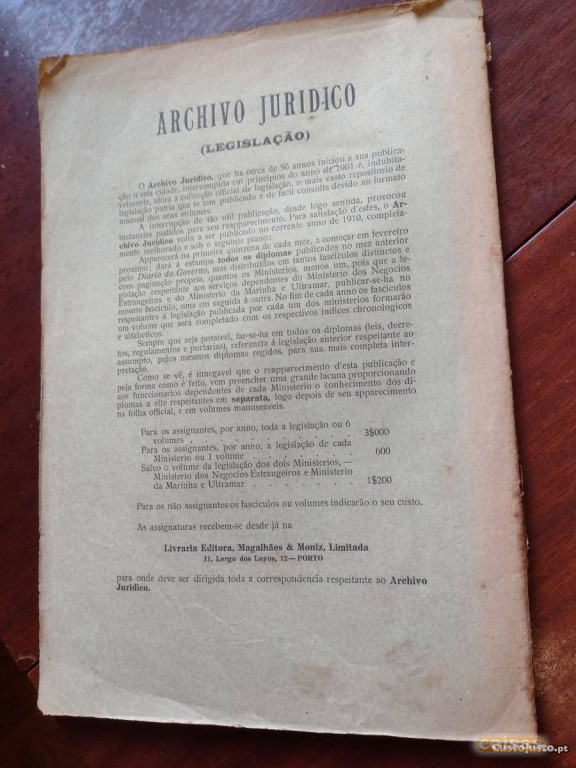 ARCHIVO JURIDICO
(LEGISLAÇÃO)
O Archivo Juridico, que ha cerca de 56 annos iniciou a sua publica-
ção n'esta cidade, interrompida em principios do anno de 1901 é, indubita-
velmente, afóra a collecção official de legislação, o mais vasto repositorio de
legislação patria que se tem publicado e de facil consulta devido ao formato
manual dos seus volumes.
A interrupção de tão util publicação, desde logo sentida, provocou
instantes pedidos para seu reapparecimento. Para satisfação d'estes, o Ar-
chivo Juridico volta a ser publicado no corrente anno de 1910, completa-
mente melhorado e sob o seguinte plano:
Apparecerá na primeira quinzena de cada mez, a começar em fevereiro
proximo; dará á estampa todos os diplomas publicados no mez anterior
pelo Diario do Governo, mas distribuidos em tantos fasciculos distinctos e
com paginação propria, quantos os Ministerios, menos um, pois que a le-
gislação respeitante aos serviços dependentes do Ministerio dos Negocios
Estrangeiros e do Ministerio da Marinha e Ultramar, publicar-se-ha no
mesmo fasciculo, uma em seguida á outra. No fim de cada anno os fasciculos
respeitantes á legislação publicada por cada um dos ministerios formarão
um volume que será completado com os respectivos indices chronologicos
e alfabeticos.
Sempre que seja possivel, far-se-ha em todos os diplomas (leis, decre-
tos, regulamentos e portarias), referencia á legislação anterior respeitante ao
assumpto, pelos mesmos diplomas regidos, para sua mais completa inter-
pretação.
Como se vê, é innegavel que o reapparecimento d'esta publicação e
pela forma como é feito, vem preencher uma grande lacuna proporcionando
aos funccionarios dependentes de cada Ministerio o conhecimento dos di-
plomas a elle respeitantes em separata, logo depois de seu apparecimento
na folha official, e em volumes manuseaveis.
Para os assignantes, por anno, toda a legislação ou 6
volumes . . . . . . . . . . 3$000
Para os assignantes, por anno, a legislação de cada
Ministerio ou 1 volume . . . . . . 600
Salvo o volume da legislação dos dois Ministerios,—
Ministerio dos Negocios Estrangeiros e Ministerio
da Marinha e Ultramar . . . . . . 1$200
Para os não assignantes os fasciculos ou volumes indicarão o seu custo.
As assignaturas recebem-se desde já na
Livraria Editora, Magalhães & Moniz, Limitada
11, Largo dos Loyos, 12—PORTO
para onde deve ser dirigida toda a correspondencia respeitante ao Archivo
Juridico.
CustoJusto.pt